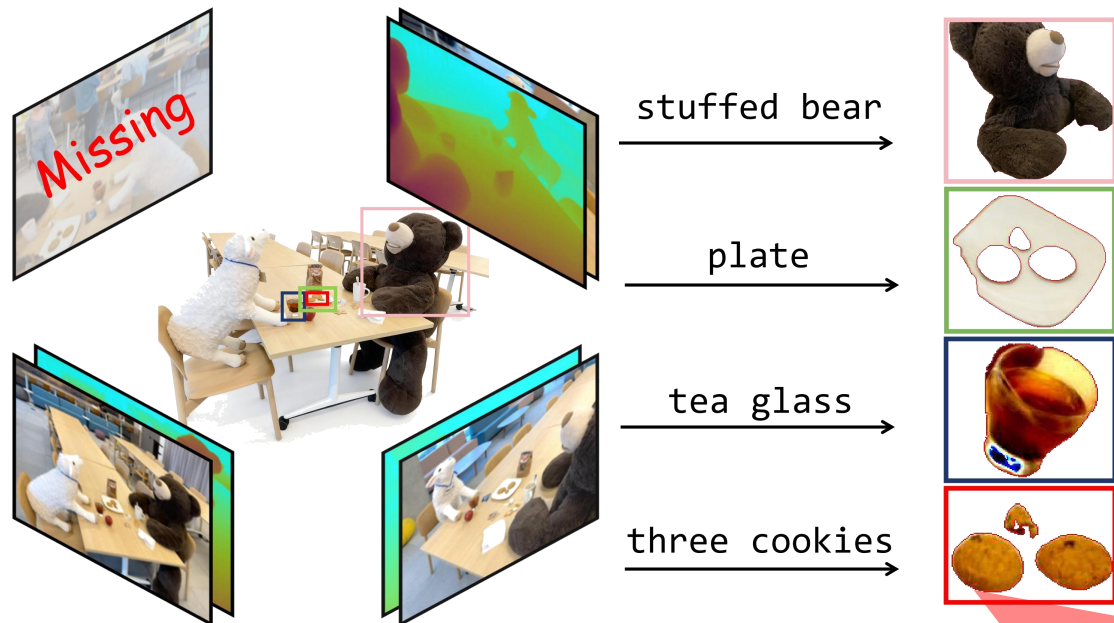 Missing
stuffed bear
plate
tea glass
three cookies